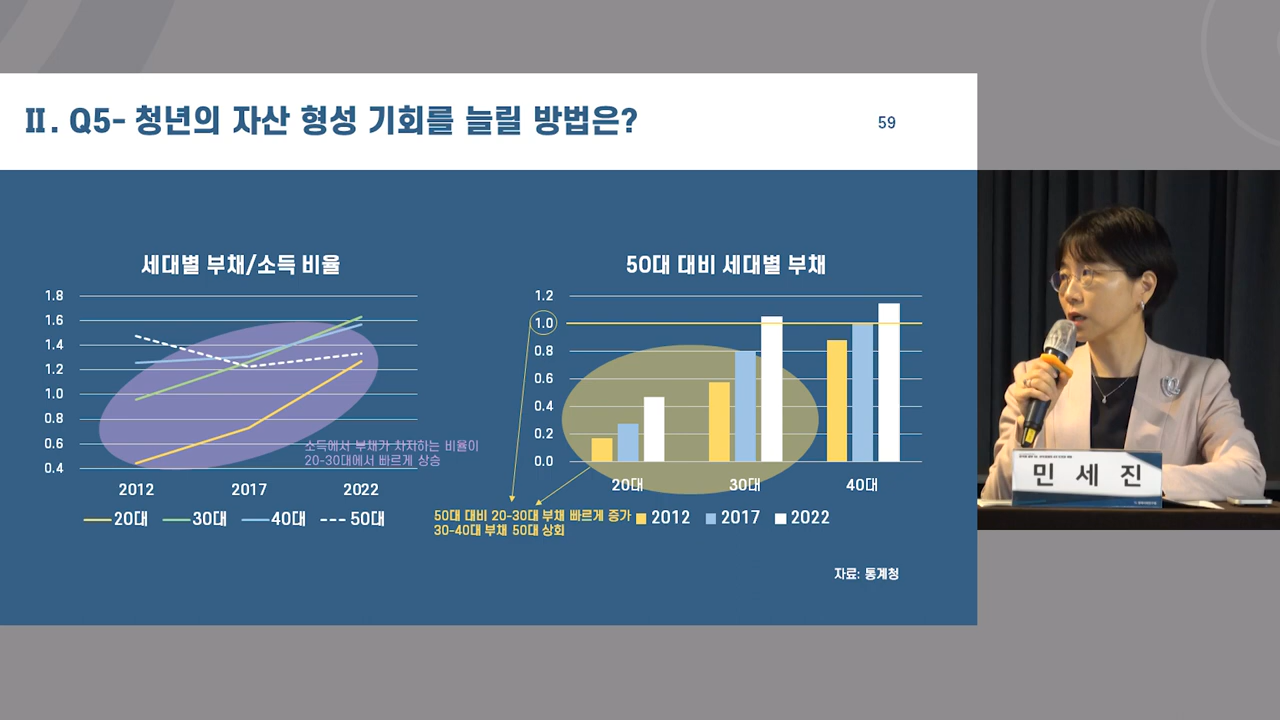 Ⅱ. Q5- 청년의 자산 형성 기회를 늘릴 방법은?
59
세대별 부채/소득 비율
1.8
1.6
1.4
1.2
1.0
0.8
0.6
0.4
소득에서 부채가 차지하는 비율이
20-30대에서 빠르게 상승
2012 2017 2022
20대 30대 40대 50대
50대 대비 세대별 부채
1.2
1.0
0.8
0.6
0.4
0.2
0.0
20대 30대 40대
50대 대비 20-30대 부채 빠르게 증가
30-40대 부채 50대 상회
2012 2017 2022
자료: 통계청
민 세 진